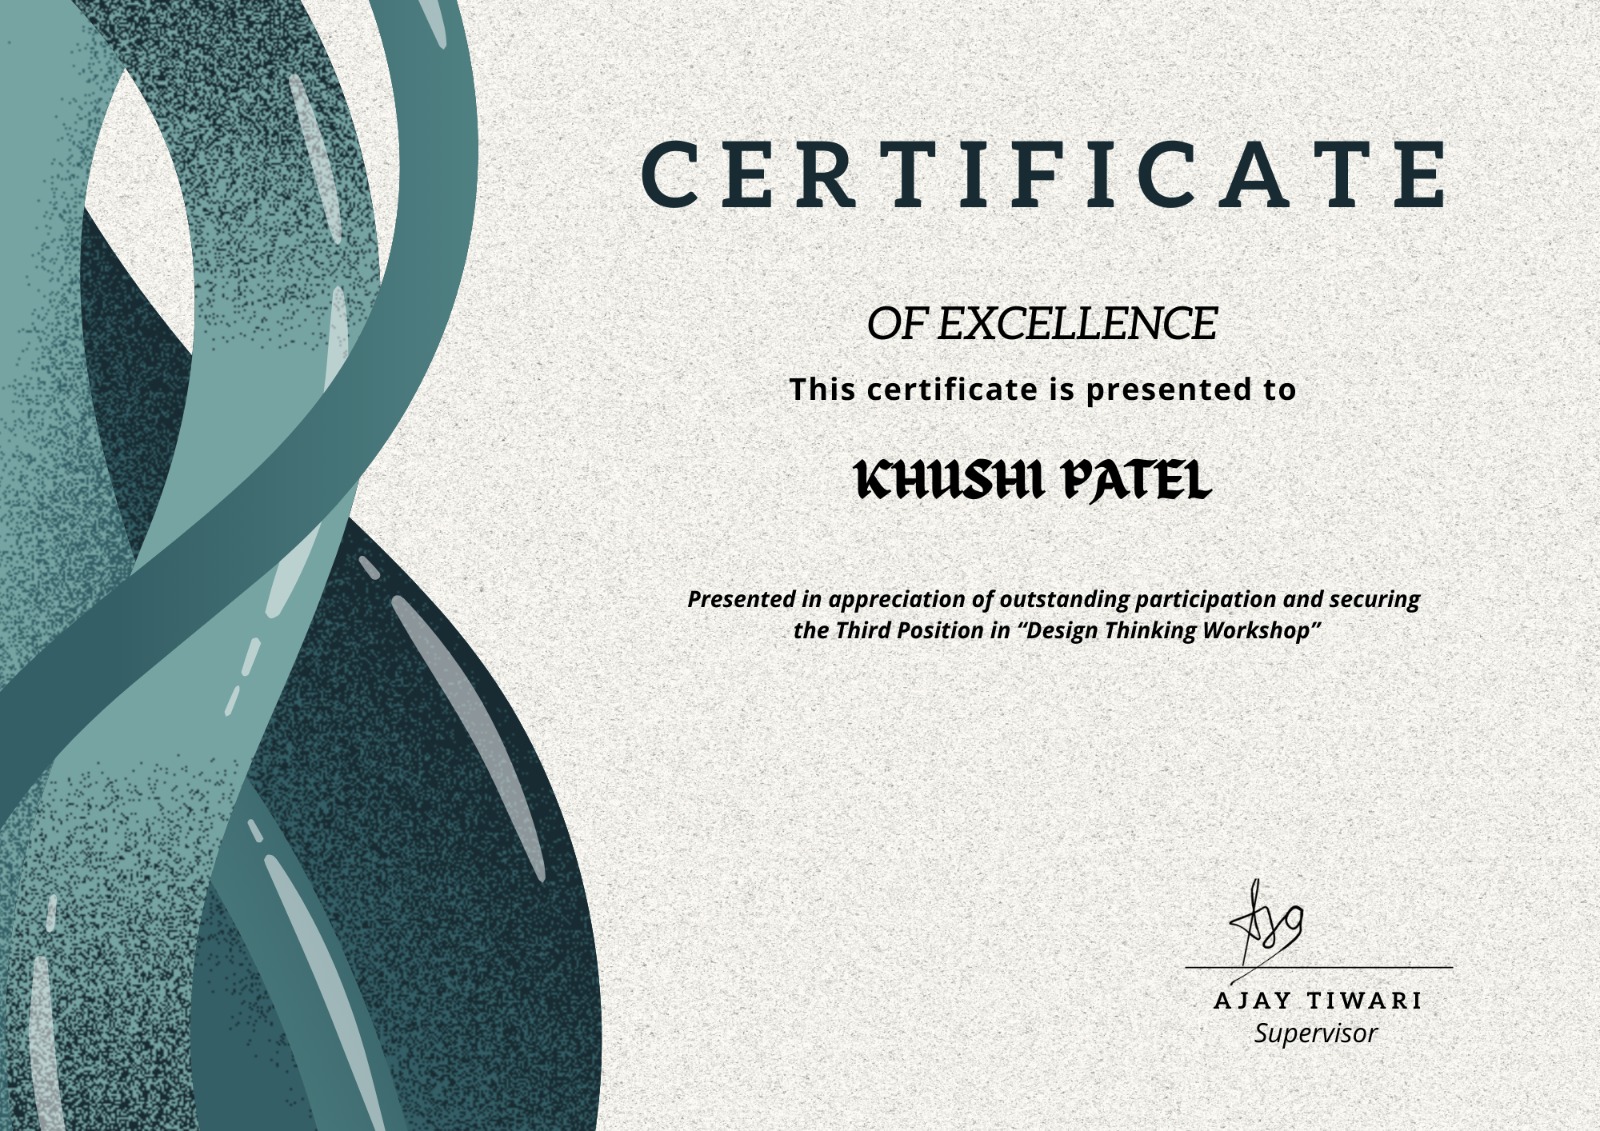 CERTIFICATE
OF EXCELLENCE
This certificate is presented to
KHUSHI PATEL
Presented in appreciation of outstanding participation and securing
the Third Position in “Design Thinking Workshop”
AJAY TIWARI
Supervisor